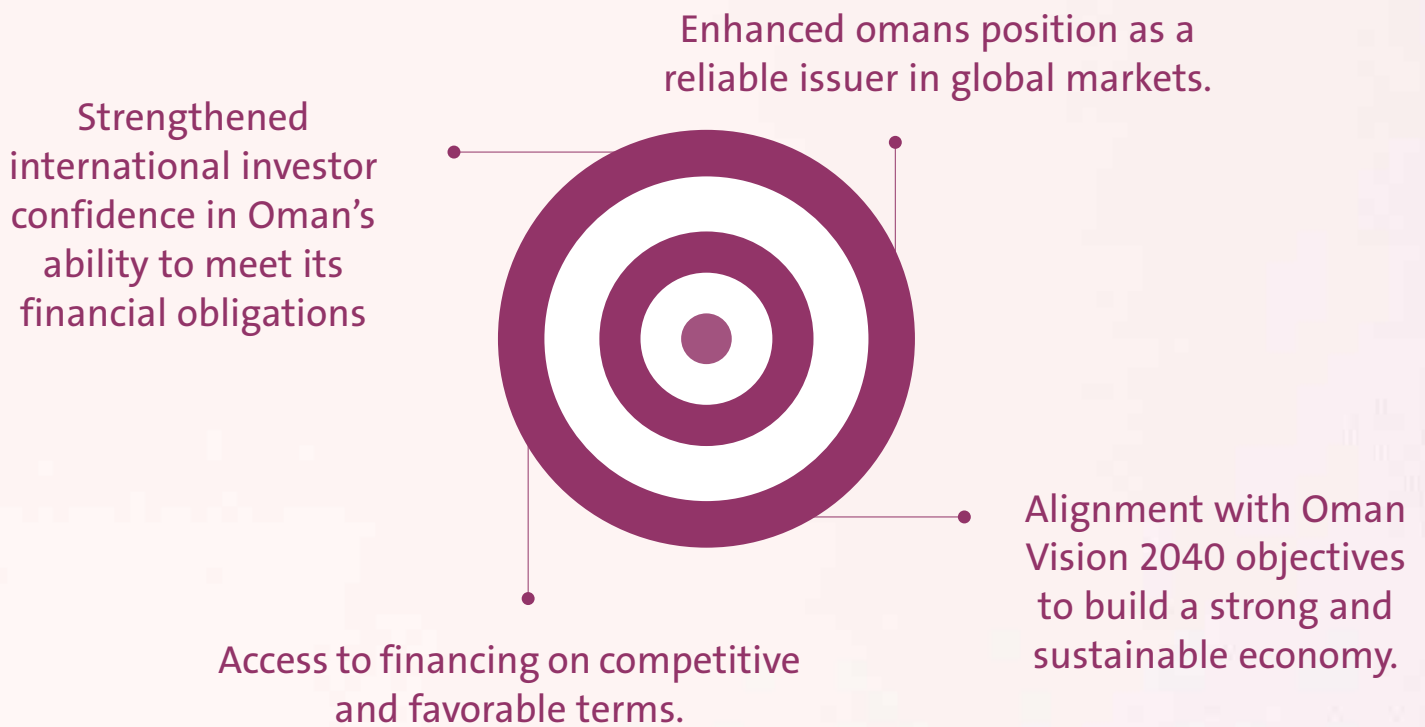 Enhanced omans position as a
reliable issuer in global markets.
Strengthened
international investor
confidence in Oman’s
ability to meet its
financial obligations
Alignment with Oman
Vision 2040 objectives
to build a strong and
sustainable economy.
Access to financing on competitive
and favorable terms.